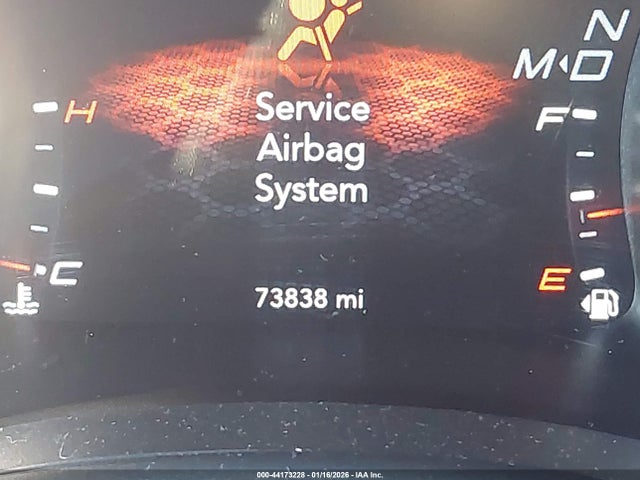 N
M◂D
H
F
Service
Airbag
System
C
E
73838 mi
000-44173228 - 01/16/2026 - IAA Inc.